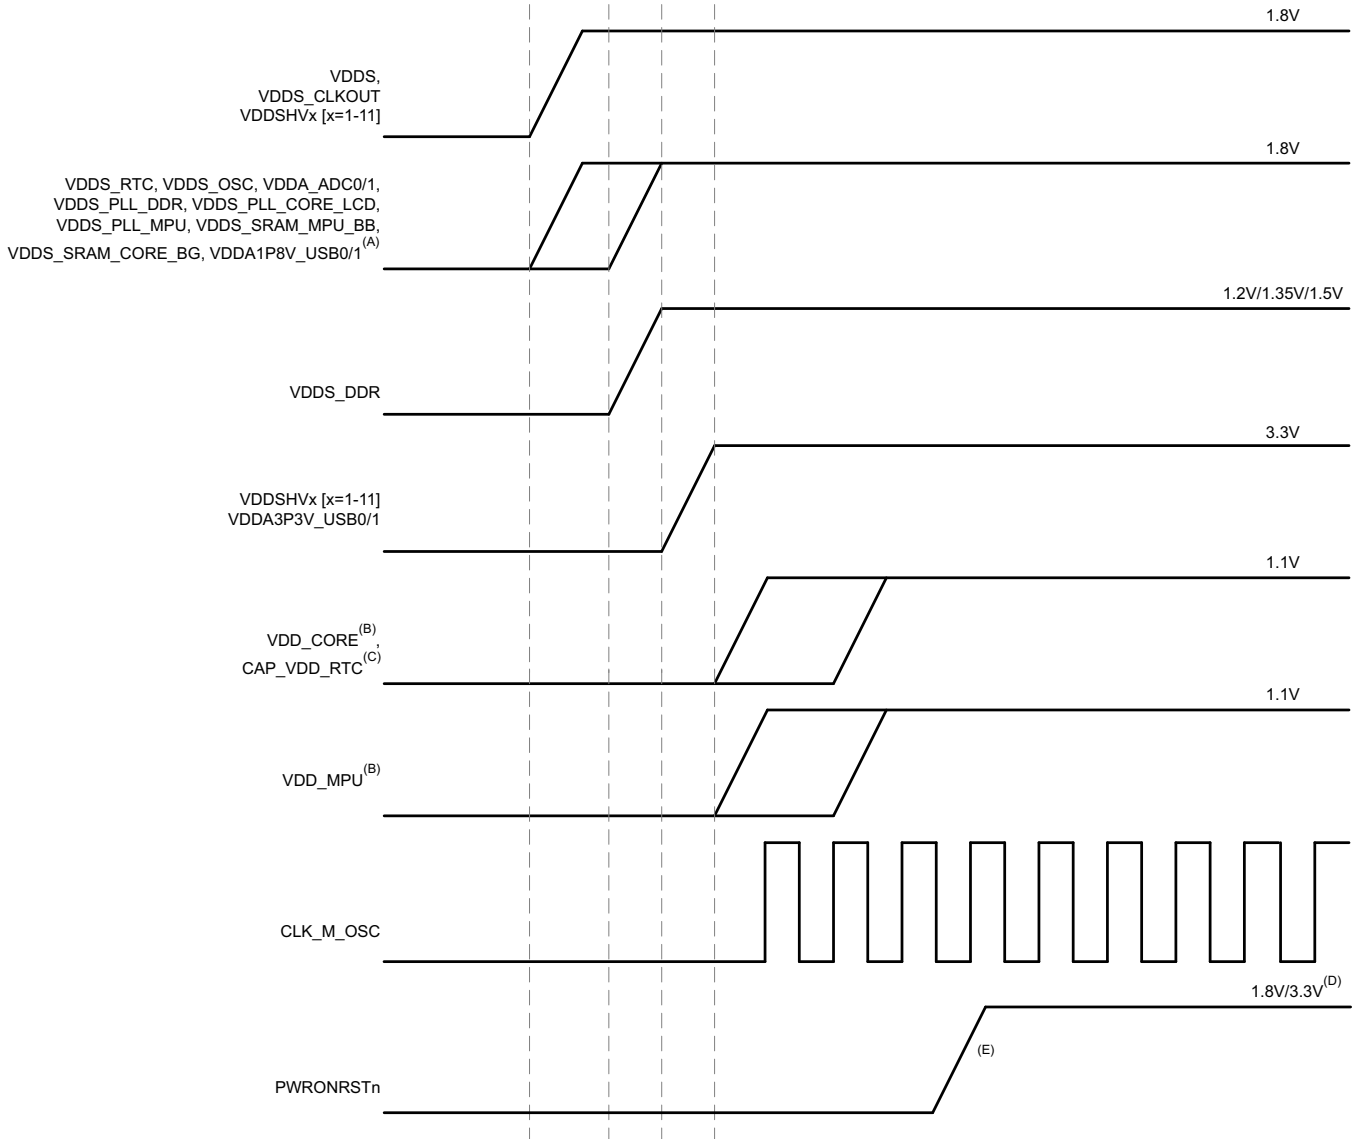 1.8V
VDDS,
VDDS_CLKOUT
VDDSHVx [x=1-11]
1.8V
VDDS_RTC, VDDS_OSC, VDDA_ADC0/1,
VDDS_PLL_DDR, VDDS_PLL_CORE_LCD,
VDDS_PLL_MPU, VDDS_SRAM_MPU_BB,
VDDS_SRAM_CORE_BG, VDDA1P8V_USB0/1(A)
1.2V/1.35V/1.5V
VDDS_DDR
3.3V
VDDSHVx [x=1-11]
VDDA3P3V_USB0/1
1.1V
VDD_CORE(B),
CAP_VDD_RTC(C)
1.1V
VDD_MPU(B)
CLK_M_OSC
1.8V/3.3V(D)
(E)
PWRONRSTn